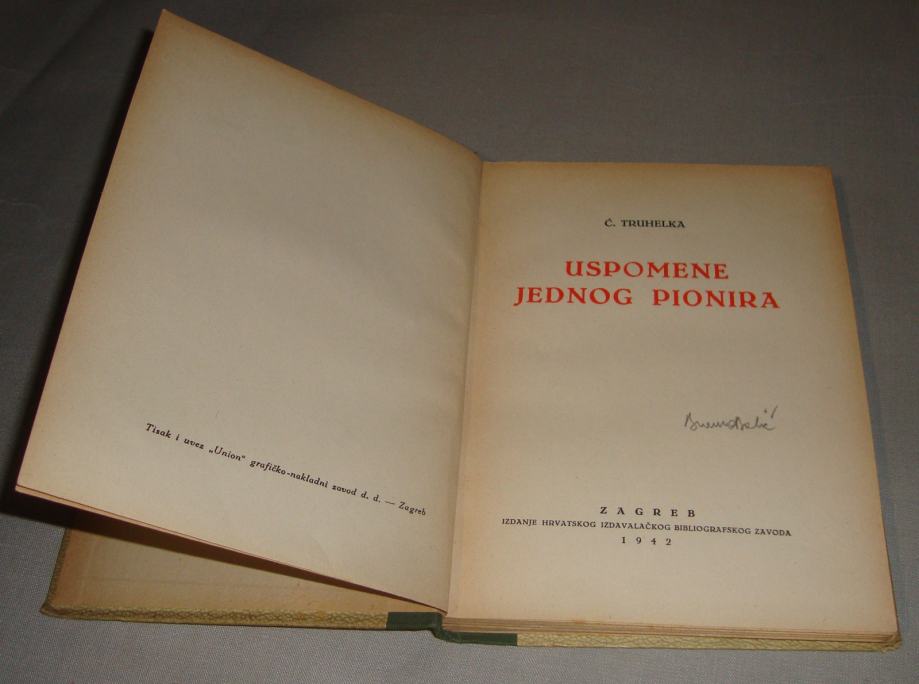 Tisak i uvez „Union“ grafičko-nakladni zavod d. d. — Zagreb
Ć. TRUHELKA
USPOMENE
JEDNOG PIONIRA
ZAGREB
IZDANJE HRVATSKOG IZDAVALAČKOG BIBLIOGRAFSKOG ZAVODA
1942